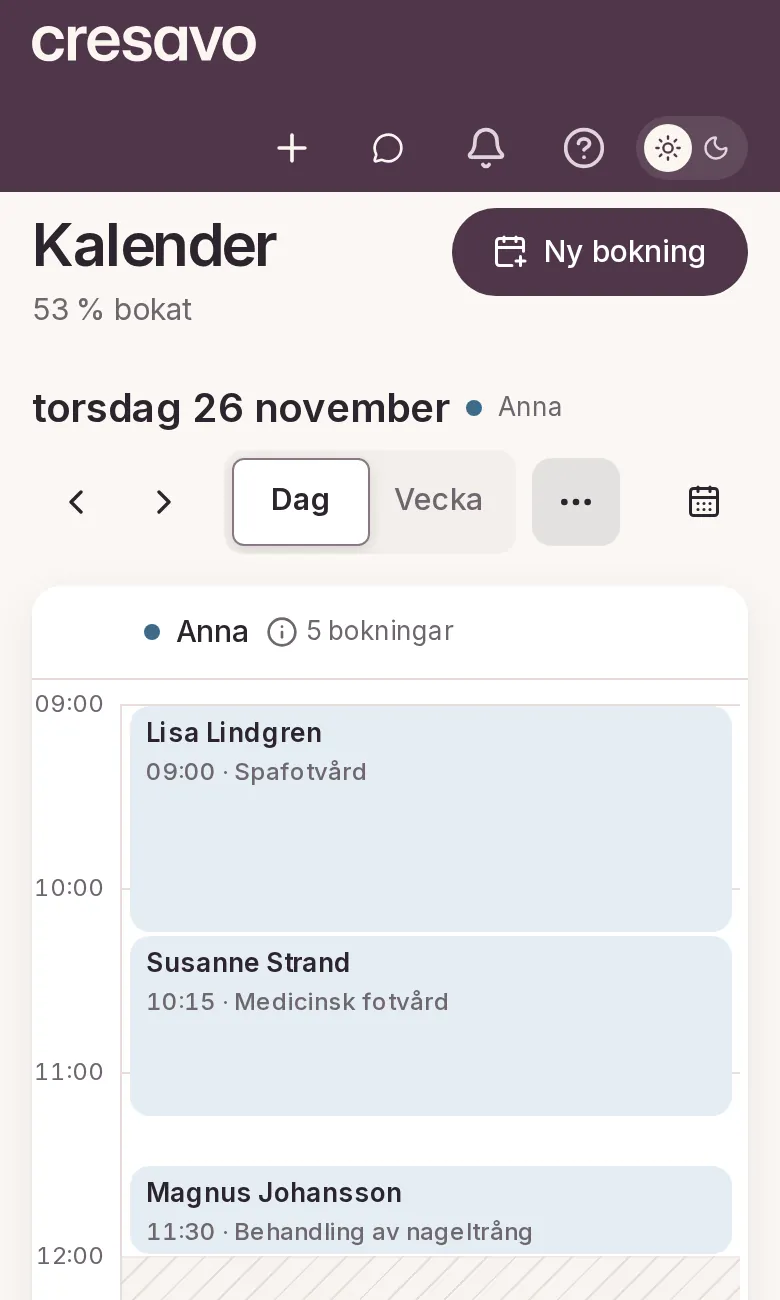 cresavo
Kalender
Ny bokning
53 % bokat
torsdag 26 november
Anna
Dag
Vecka
Anna
5 bokningar
09:00
Lisa Lindgren
09:00 · Spafotvård
10:00
Susanne Strand
10:15 · Medicinsk fotvård
11:00
Magnus Johansson
11:30 · Behandling av nageltrång
12:00